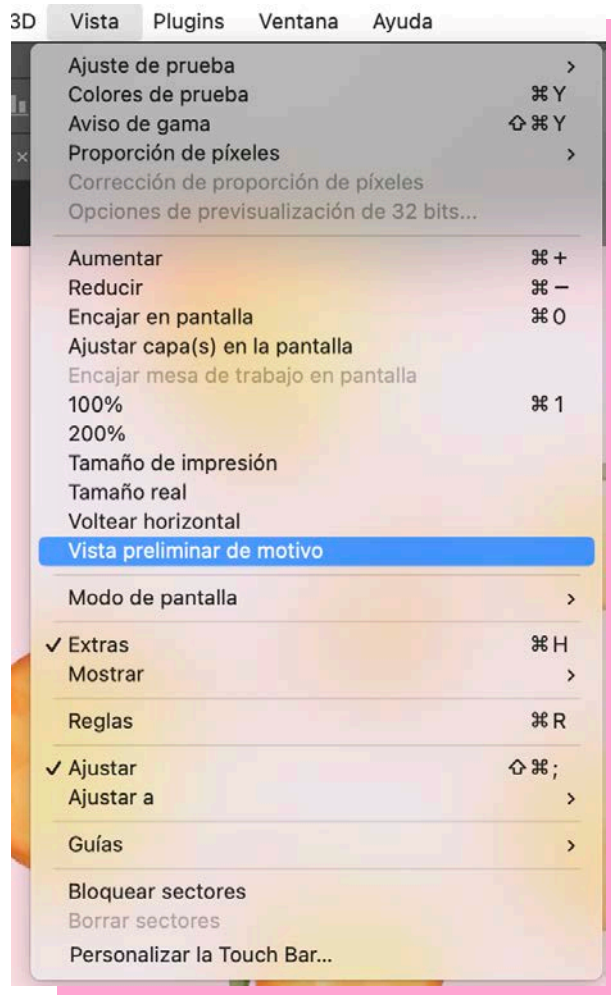 3D Vista Plugins Ventana Ayuda
Ajuste de prueba >
Colores de prueba ⌘ Y
Aviso de gama ⇧ ⌘ Y
Proporción de píxeles >
Corrección de proporción de píxeles
Opciones de previsualización de 32 bits...
Aumentar ⌘ +
Reducir ⌘ −
Encajar en pantalla ⌘ 0
Ajustar capa(s) en la pantalla
Encajar mesa de trabajo en pantalla
100% ⌘ 1
200%
Tamaño de impresión
Tamaño real
Voltear horizontal
Vista preliminar de motivo
Modo de pantalla >
✓ Extras ⌘ H
Mostrar >
Reglas ⌘ R
✓ Ajustar ⇧ ⌘ ;
Ajustar a >
Guías >
Bloquear sectores
Borrar sectores
Personalizar la Touch Bar...